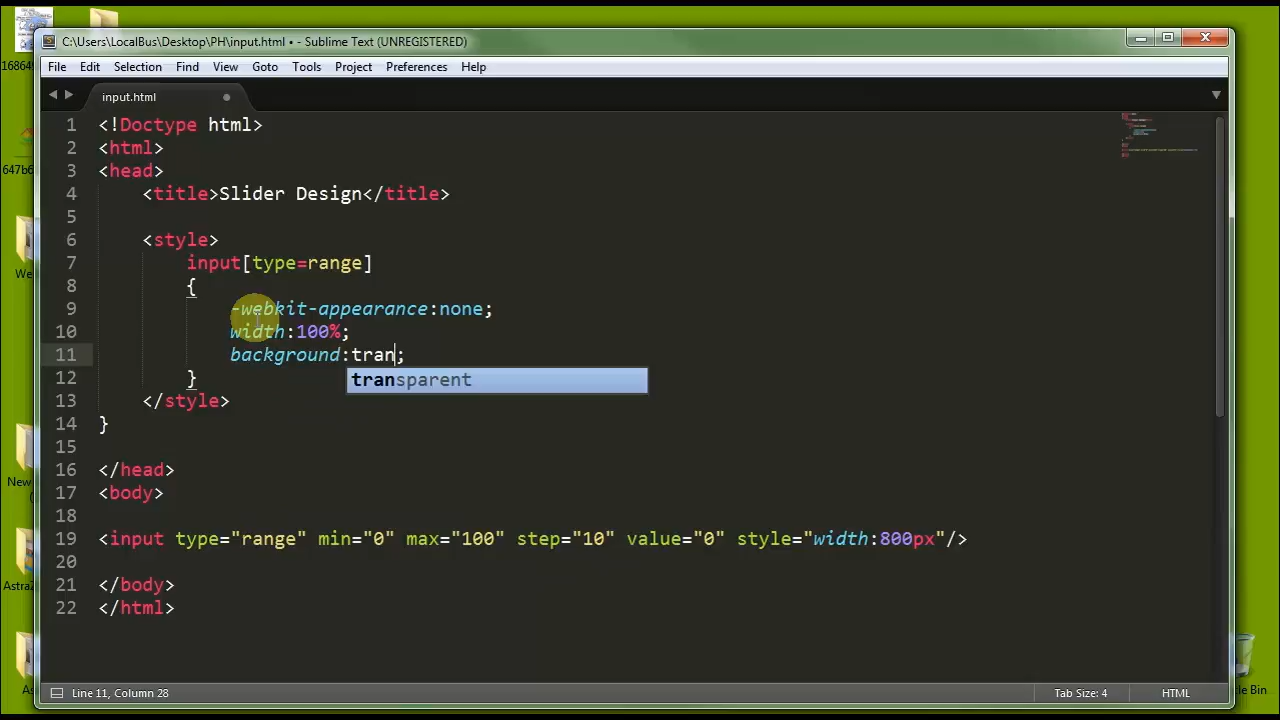 C:\Users\LocalBus\Desktop\PH\input.html • - Sublime Text (UNREGISTERED)
File Edit Selection Find View Goto Tools Project Preferences Help
input.html
1 <!Doctype html>
2 <html>
3 <head>
4 <title>Slider Design</title>
5
6 <style>
7 input[type=range]
8 {
9 -webkit-appearance:none;
10 width:100%;
11 background:tran;
transparent
12 }
13 </style>
14 }
15
16 </head>
17 <body>
18
19 <input type="range" min="0" max="100" step="10" value="0" style="width:800px"/>
20
21 </body>
22 </html>
Line 11, Column 28 Tab Size: 4 HTML